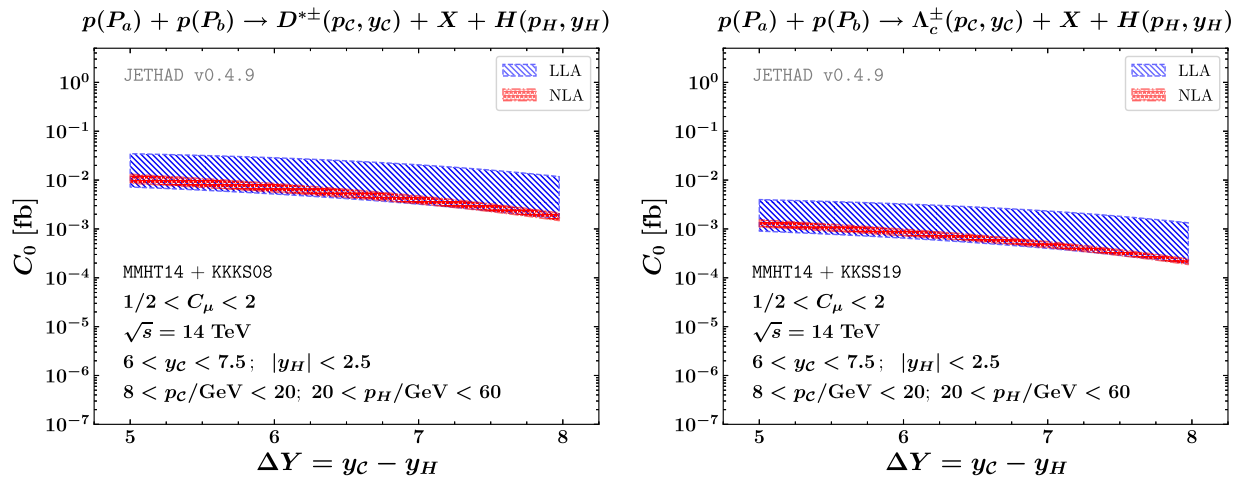 p(P_a) + p(P_b) → D^{*±}(p_𝒞, y_𝒞) + X + H(p_H, y_H)
JETHAD v0.4.9
LLA
NLA
10^0
10^{-1}
10^{-2}
10^{-3}
10^{-4}
10^{-5}
10^{-6}
10^{-7}
C_0 [fb]
MMHT14 + KKKS08
1/2 < C_μ < 2
√s = 14 TeV
6 < y_𝒞 < 7.5; |y_H| < 2.5
8 < p_𝒞/GeV < 20; 20 < p_H/GeV < 60
5 6 7 8
ΔY = y_𝒞 − y_H
p(P_a) + p(P_b) → Λ_c^±(p_𝒞, y_𝒞) + X + H(p_H, y_H)
JETHAD v0.4.9
LLA
NLA
10^0
10^{-1}
10^{-2}
10^{-3}
10^{-4}
10^{-5}
10^{-6}
10^{-7}
C_0 [fb]
MMHT14 + KKSS19
1/2 < C_μ < 2
√s = 14 TeV
6 < y_𝒞 < 7.5; |y_H| < 2.5
8 < p_𝒞/GeV < 20; 20 < p_H/GeV < 60
5 6 7 8
ΔY = y_𝒞 − y_H